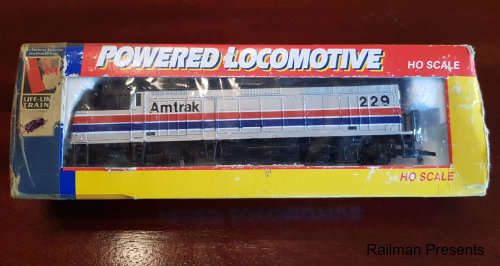 POWERED LOCOMOTIVE
HO SCALE
LIFE-LIKE
TRAIN
Amtrak
229
HO SCALE
Railman Presents